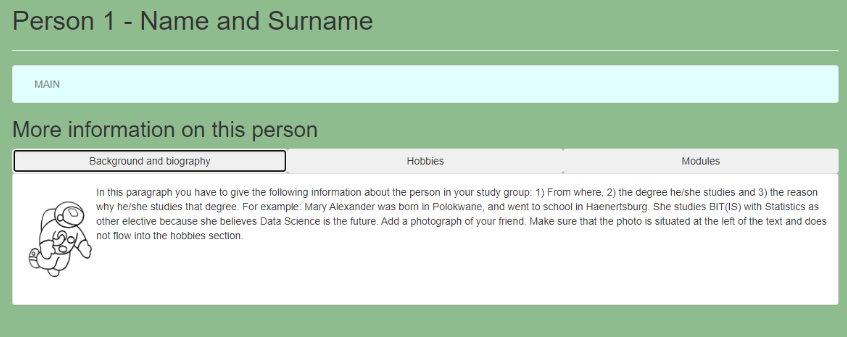 Person 1 - Name and Surname
MAIN
More information on this person
Background and biography
Hobbies
Modules
In this paragraph you have to give the following information about the person in your study group: 1) From where, 2) the degree he/she studies and 3) the reason
why he/she studies that degree. For example: Mary Alexander was born in Polokwane, and went to school in Haenertsburg. She studies BIT(IS) with Statistics as
other elective because she believes Data Science is the future. Add a photograph of your friend. Make sure that the photo is situated at the left of the text and does
not flow into the hobbies section.